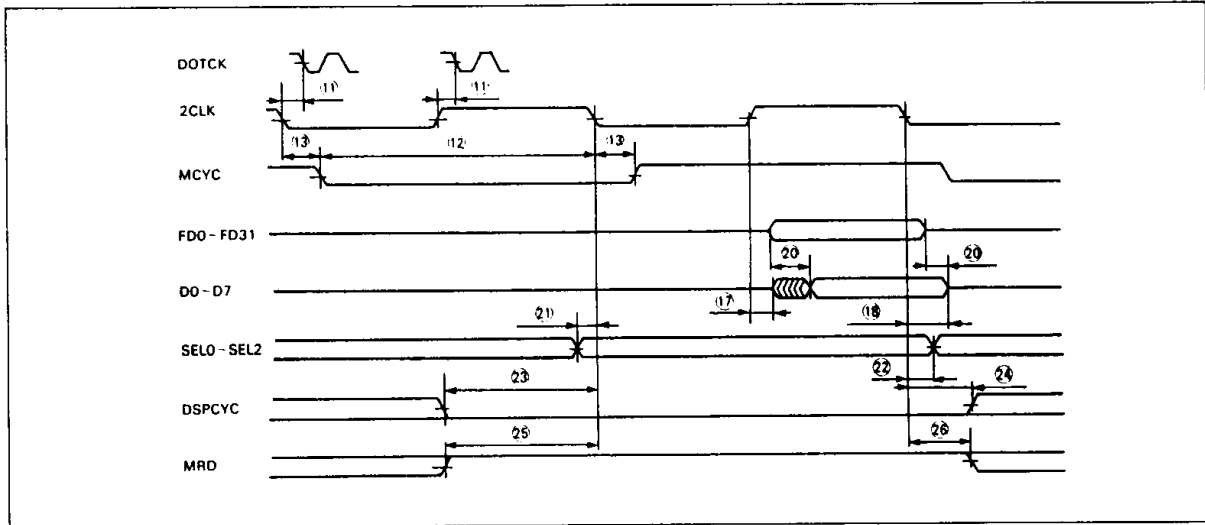 DOTCK
(11) (11)
2CLK
(13) (12) (13)
MCYC
FD0-FD31
(20) (20)
D0-D7
(17) (18)
(21)
SEL0-SEL2
(22) (24)
(23)
DSPCYC
(25) (26)
MRD